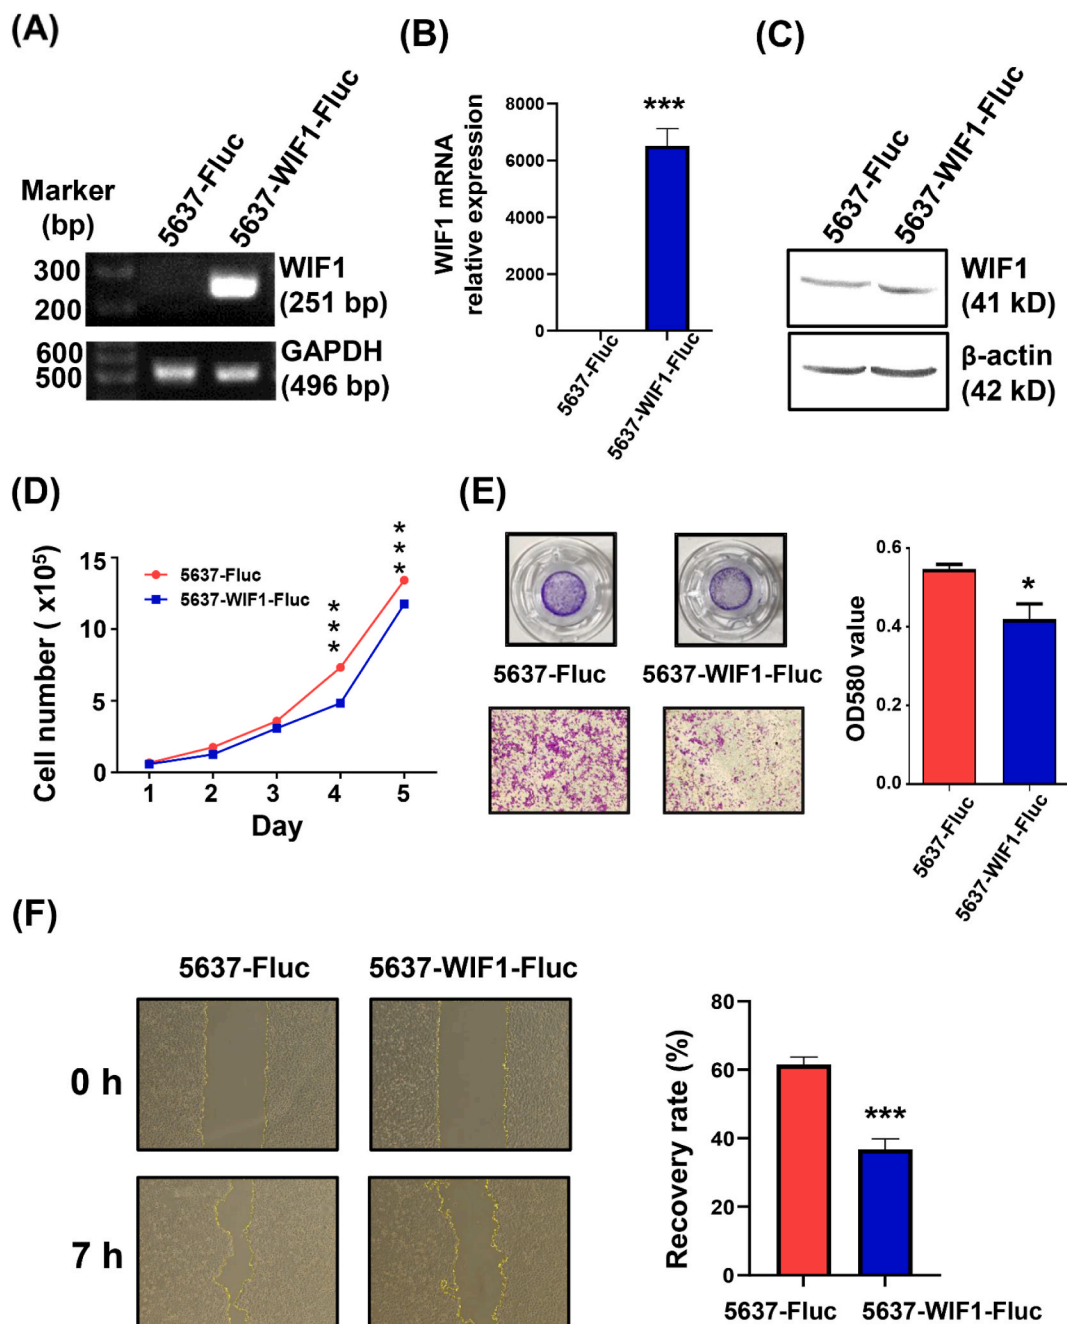 (A)
Marker
(bp)
5637-Fluc
5637-WIF1-Fluc
300
200
WIF1
(251 bp)
600
500
GAPDH
(496 bp)
(B)
WIF1 mRNA
relative expression
8000
6000
4000
2000
0
***
5637-Fluc
5637-WIF1-Fluc
(C)
5637-Fluc
5637-WIF1-Fluc
WIF1
(41 kD)
β-actin
(42 kD)
(D)
Cell number ( x10⁵)
15
10
5
0
5637-Fluc
5637-WIF1-Fluc
***
***
1 2 3 4 5
Day
(E)
5637-Fluc
5637-WIF1-Fluc
OD580 value
0.6
0.4
0.2
0.0
*
5637-Fluc
5637-WIF1-Fluc
(F)
5637-Fluc
5637-WIF1-Fluc
0 h
7 h
Recovery rate (%)
80
60
40
20
0
***
5637-Fluc
5637-WIF1-Fluc